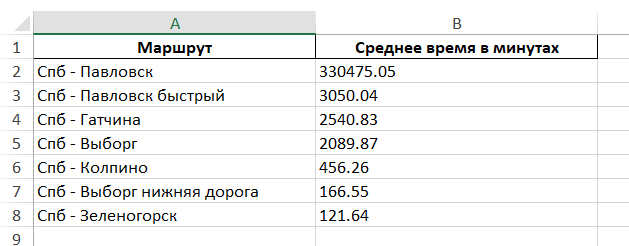 A B
1 Маршрут Среднее время в минутах
2 Спб - Павловск 330475.05
3 Спб - Павловск быстрый 3050.04
4 Спб - Гатчина 2540.83
5 Спб - Выборг 2089.87
6 Спб - Колпино 456.26
7 Спб - Выборг нижняя дорога 166.55
8 Спб - Зеленогорск 121.64
9